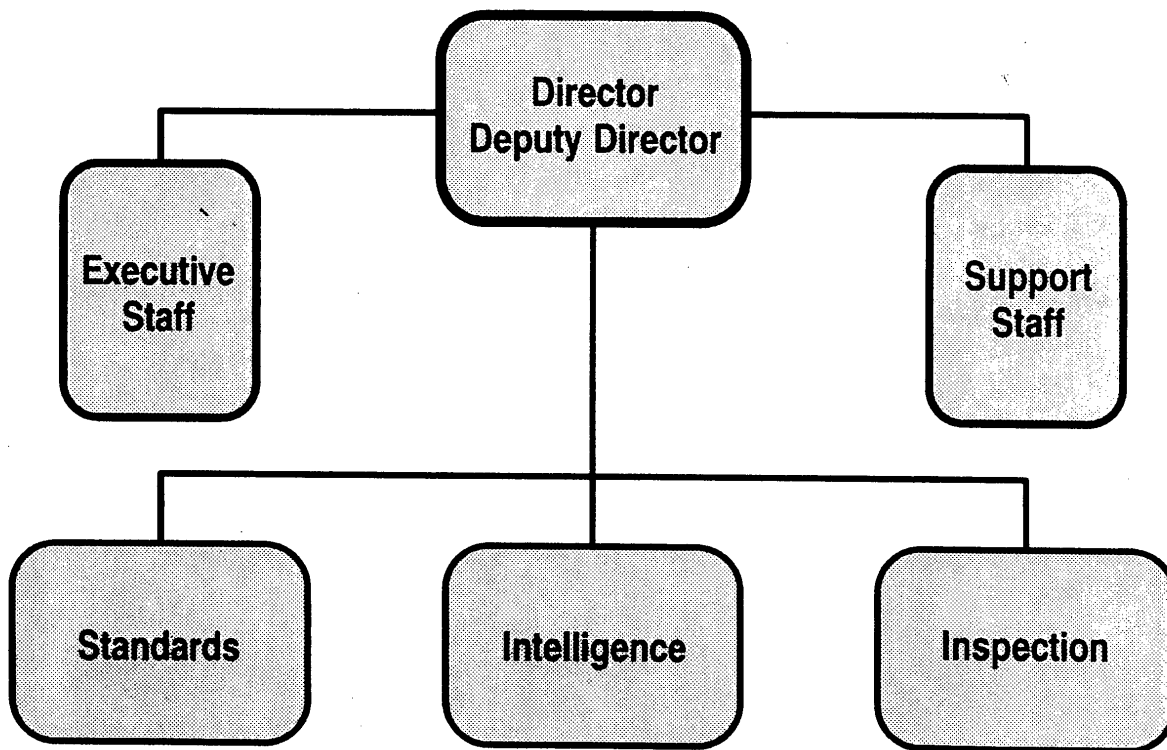 Director
Deputy Director
Executive
Staff
Support
Staff
Standards
Intelligence
Inspection